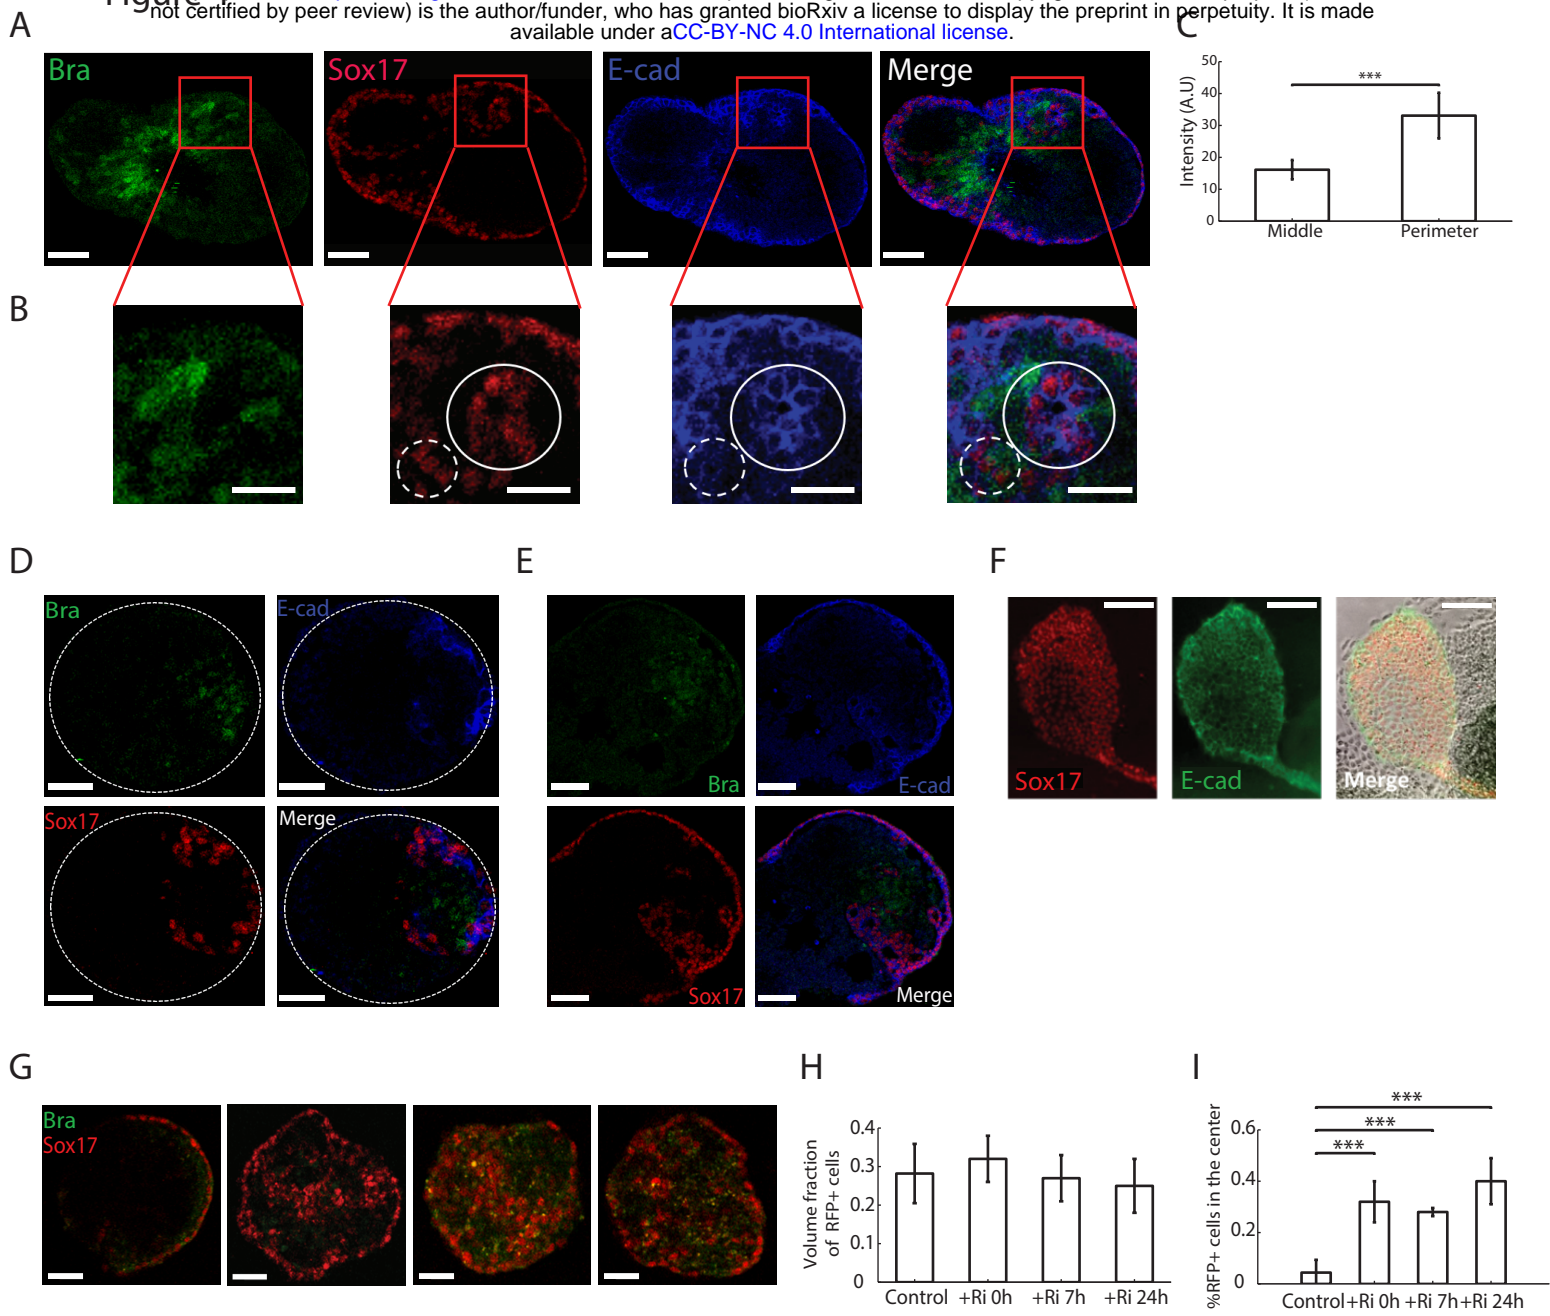 Figure
not certified by peer review) is the author/funder, who has granted bioRxiv a license to display the preprint in perpetuity. It is made
available under aCC-BY-NC 4.0 International license.
A
Bra
Sox17
E-cad
Merge
C
Intensity (A.U)
50
40
30
20
10
0
***
Middle
Perimeter
B
D
Bra
E-cad
Sox17
Merge
E
Bra
E-cad
Sox17
Merge
F
Sox17
E-cad
Merge
G
Bra
Sox17
H
Volume fraction
of RFP+ cells
0.4
0.3
0.2
0.1
0
Control
+Ri 0h
+Ri 7h
+Ri 24h
I
%RFP+ cells in the center
0.6
0.4
0.2
0
***
***
***
Control
+Ri 0h
+Ri 7h
+Ri 24h